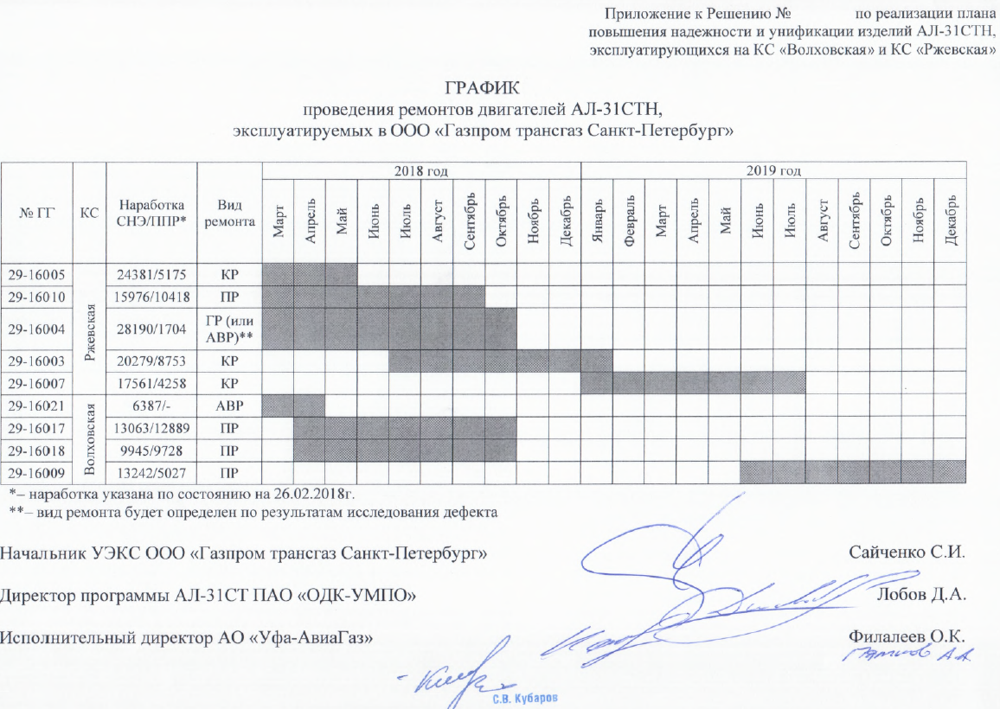 Приложение к Решению № по реализации плана
повышения надежности и унификации изделий АЛ-31СТН,
эксплуатирующихся на КС «Волховская» и КС «Ржевская»
ГРАФИК
проведения ремонтов двигателей АЛ-31СТН,
эксплуатируемых в ООО «Газпром трансгаз Санкт-Петербург»
№ ГГ КС Наработка СНЭ/ППР* Вид ремонта 2018 год 2019 год
Март Апрель Май Июнь Июль Август Сентябрь Октябрь Ноябрь Декабрь Январь Февраль Март Апрель Май Июнь Июль Август Сентябрь Октябрь Ноябрь Декабрь
Ржевская
29-16005 24381/5175 КР
29-16010 15976/10418 ПР
29-16004 28190/1704 ГР (или АВР)**
29-16003 20279/8753 КР
29-16007 17561/4258 КР
Волховская
29-16021 6387/- АВР
29-16017 13063/12889 ПР
29-16018 9945/9728 ПР
29-16009 13242/5027 ПР
*– наработка указана по состоянию на 26.02.2018г.
**– вид ремонта будет определен по результатам исследования дефекта
Начальник УЭКС ООО «Газпром трансгаз Санкт-Петербург» Сайченко С.И.
Директор программы АЛ-31СТ ПАО «ОДК-УМПО» Лобов Д.А.
Исполнительный директор АО «Уфа-АвиаГаз» Филалеев О.К.
С.В. Кубаров